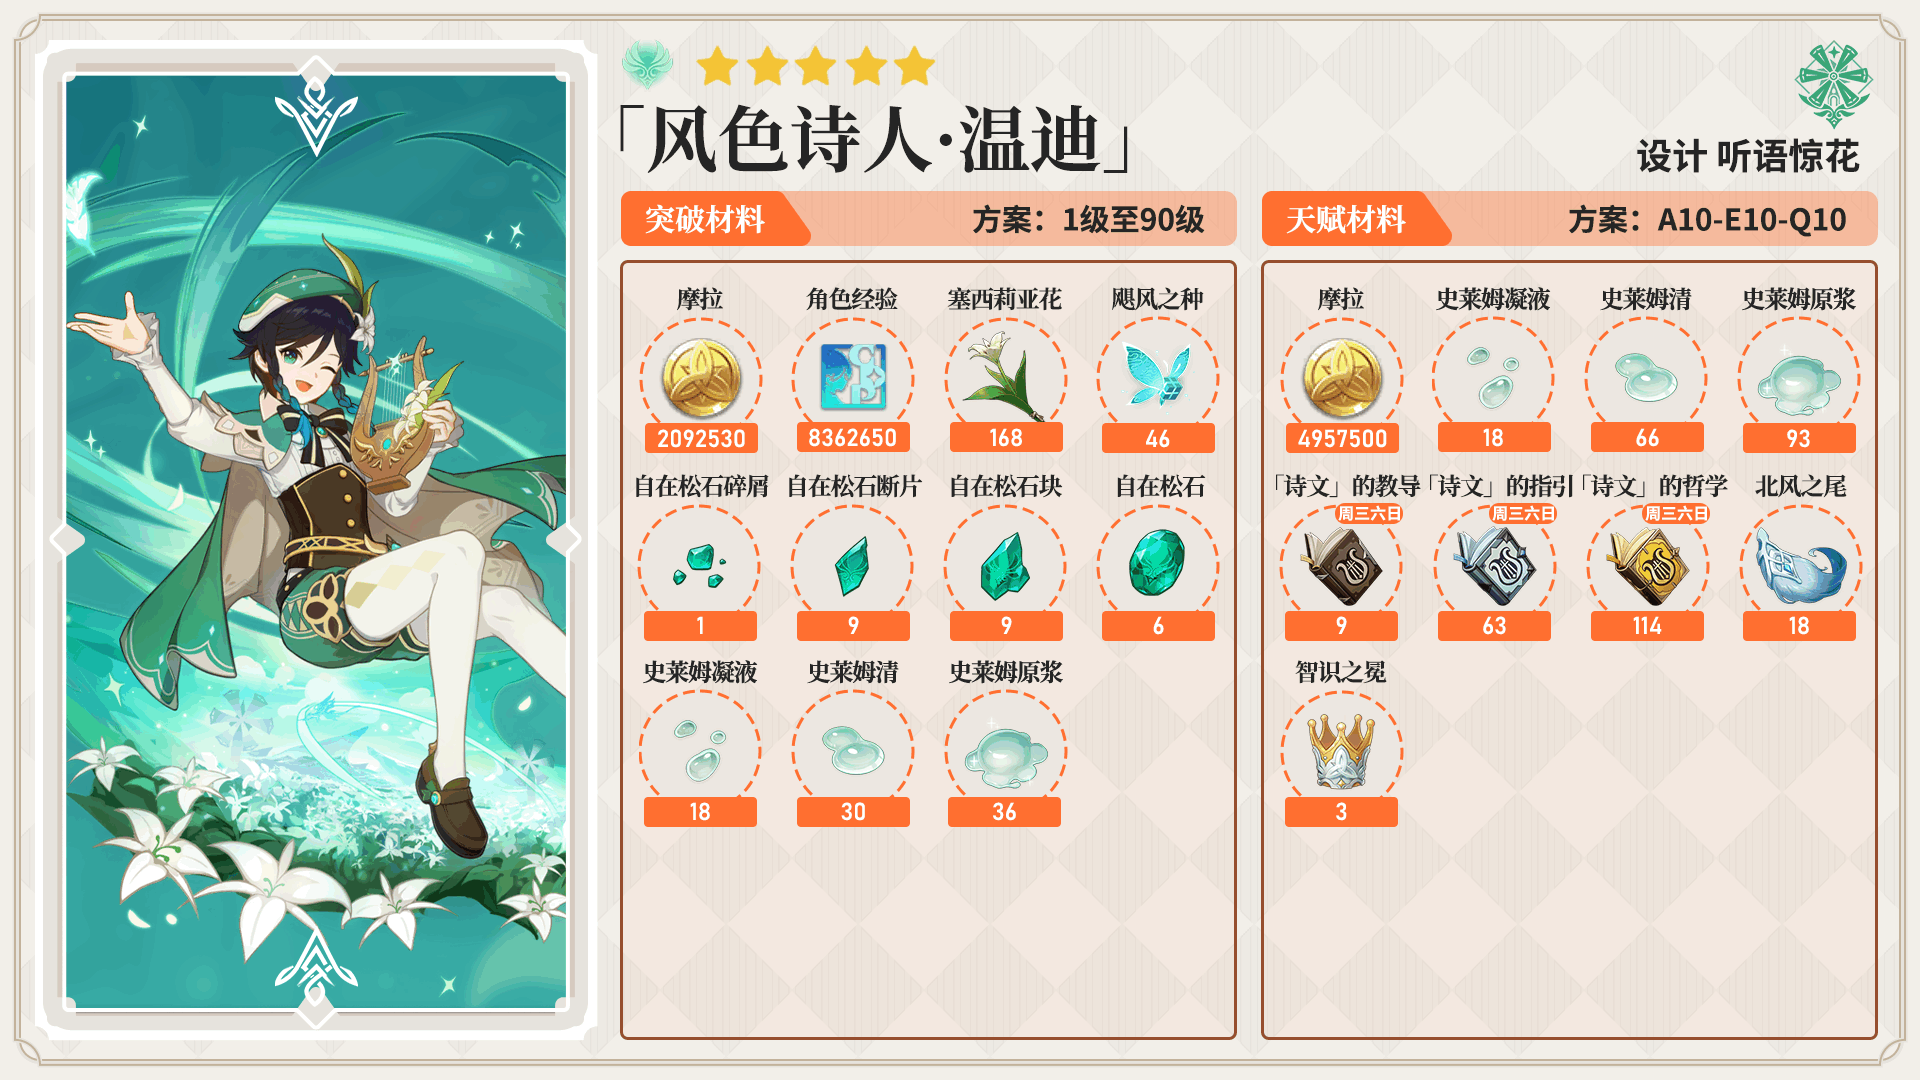 「风色诗人·温迪」
设计 听语惊花
突破材料 方案：1级至90级
摩拉 角色经验 塞西莉亚花 飓风之种
2092530 8362650 168 46
自在松石碎屑 自在松石断片 自在松石块 自在松石
1 9 9 6
史莱姆凝液 史莱姆清 史莱姆原浆
18 30 36
天赋材料 方案：A10-E10-Q10
摩拉 史莱姆凝液 史莱姆清 史莱姆原浆
4957500 18 66 93
「诗文」的教导 「诗文」的指引 「诗文」的哲学 北风之尾
周三六日 周三六日 周三六日
9 63 114 18
智识之冕
3